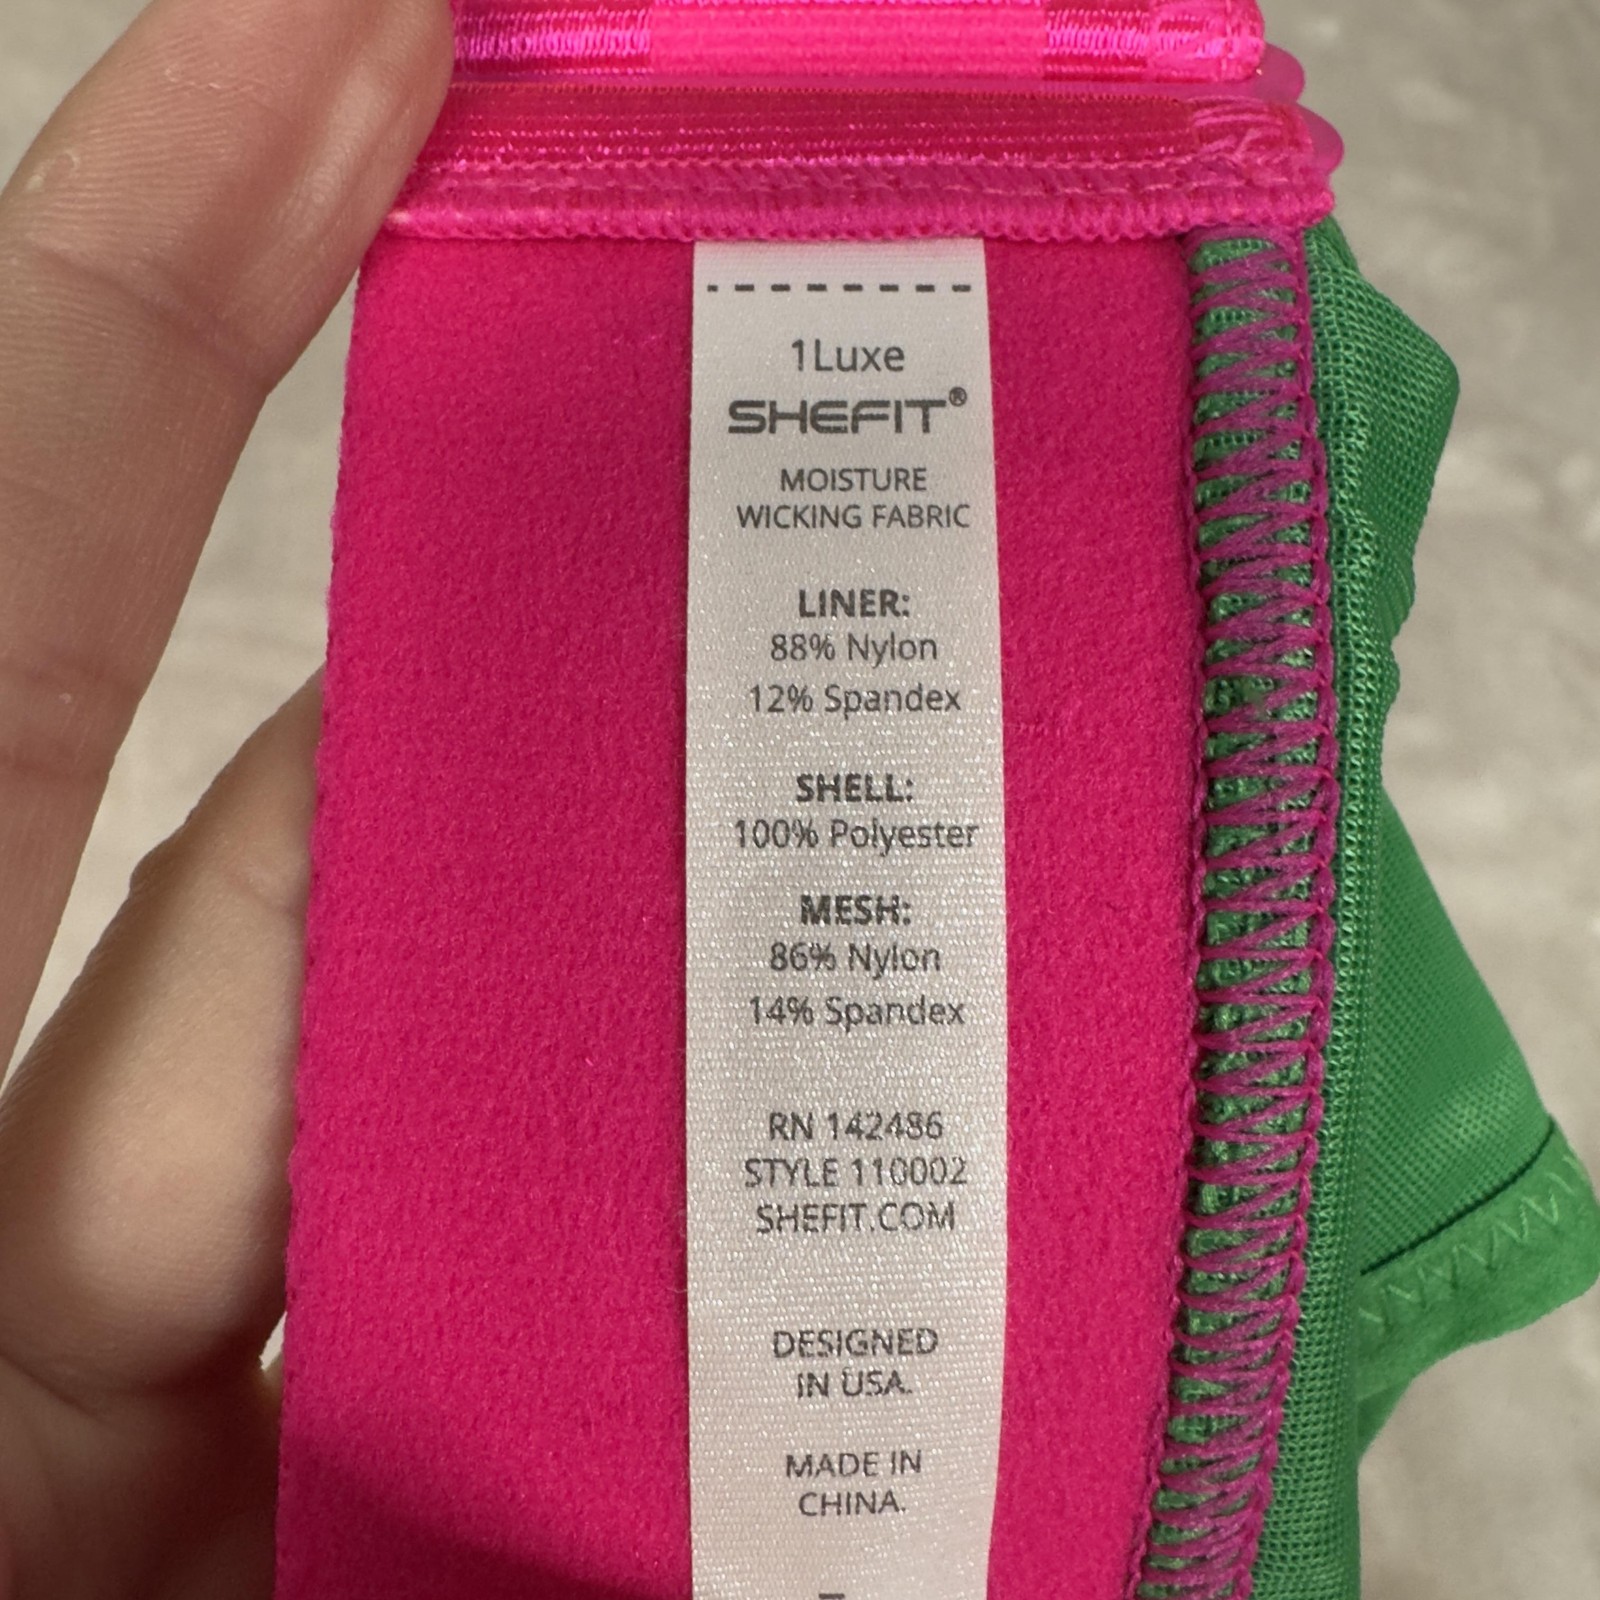 1Luxe
SHEFIT®
MOISTURE
WICKING FABRIC
LINER:
88% Nylon
12% Spandex
SHELL:
100% Polyester
MESH:
86% Nylon
14% Spandex
RN 142486
STYLE 110002
SHEFIT.COM
DESIGNED
IN USA.
MADE IN
CHINA.